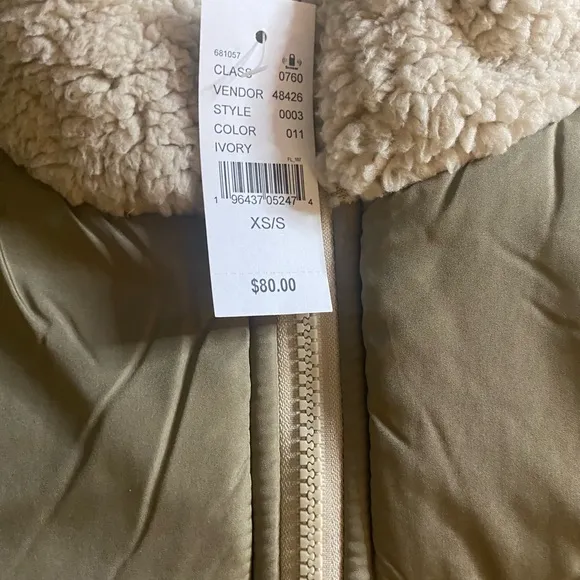 681057
CLASS 0760
VENDOR 48426
STYLE 0003
COLOR 011
IVORY
1 96437 05247 4
XS/S
$80.00